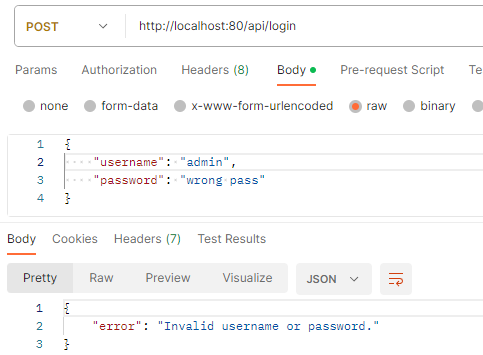 POST http://localhost:80/api/login
Params Authorization Headers (8) Body Pre-request Script Te
none form-data x-www-form-urlencoded raw binary
1 {
2 "username": "admin",
3 "password": "wrong pass"
4 }
Body Cookies Headers (7) Test Results
Pretty Raw Preview Visualize JSON
1 {
2 "error": "Invalid username or password."
3 }